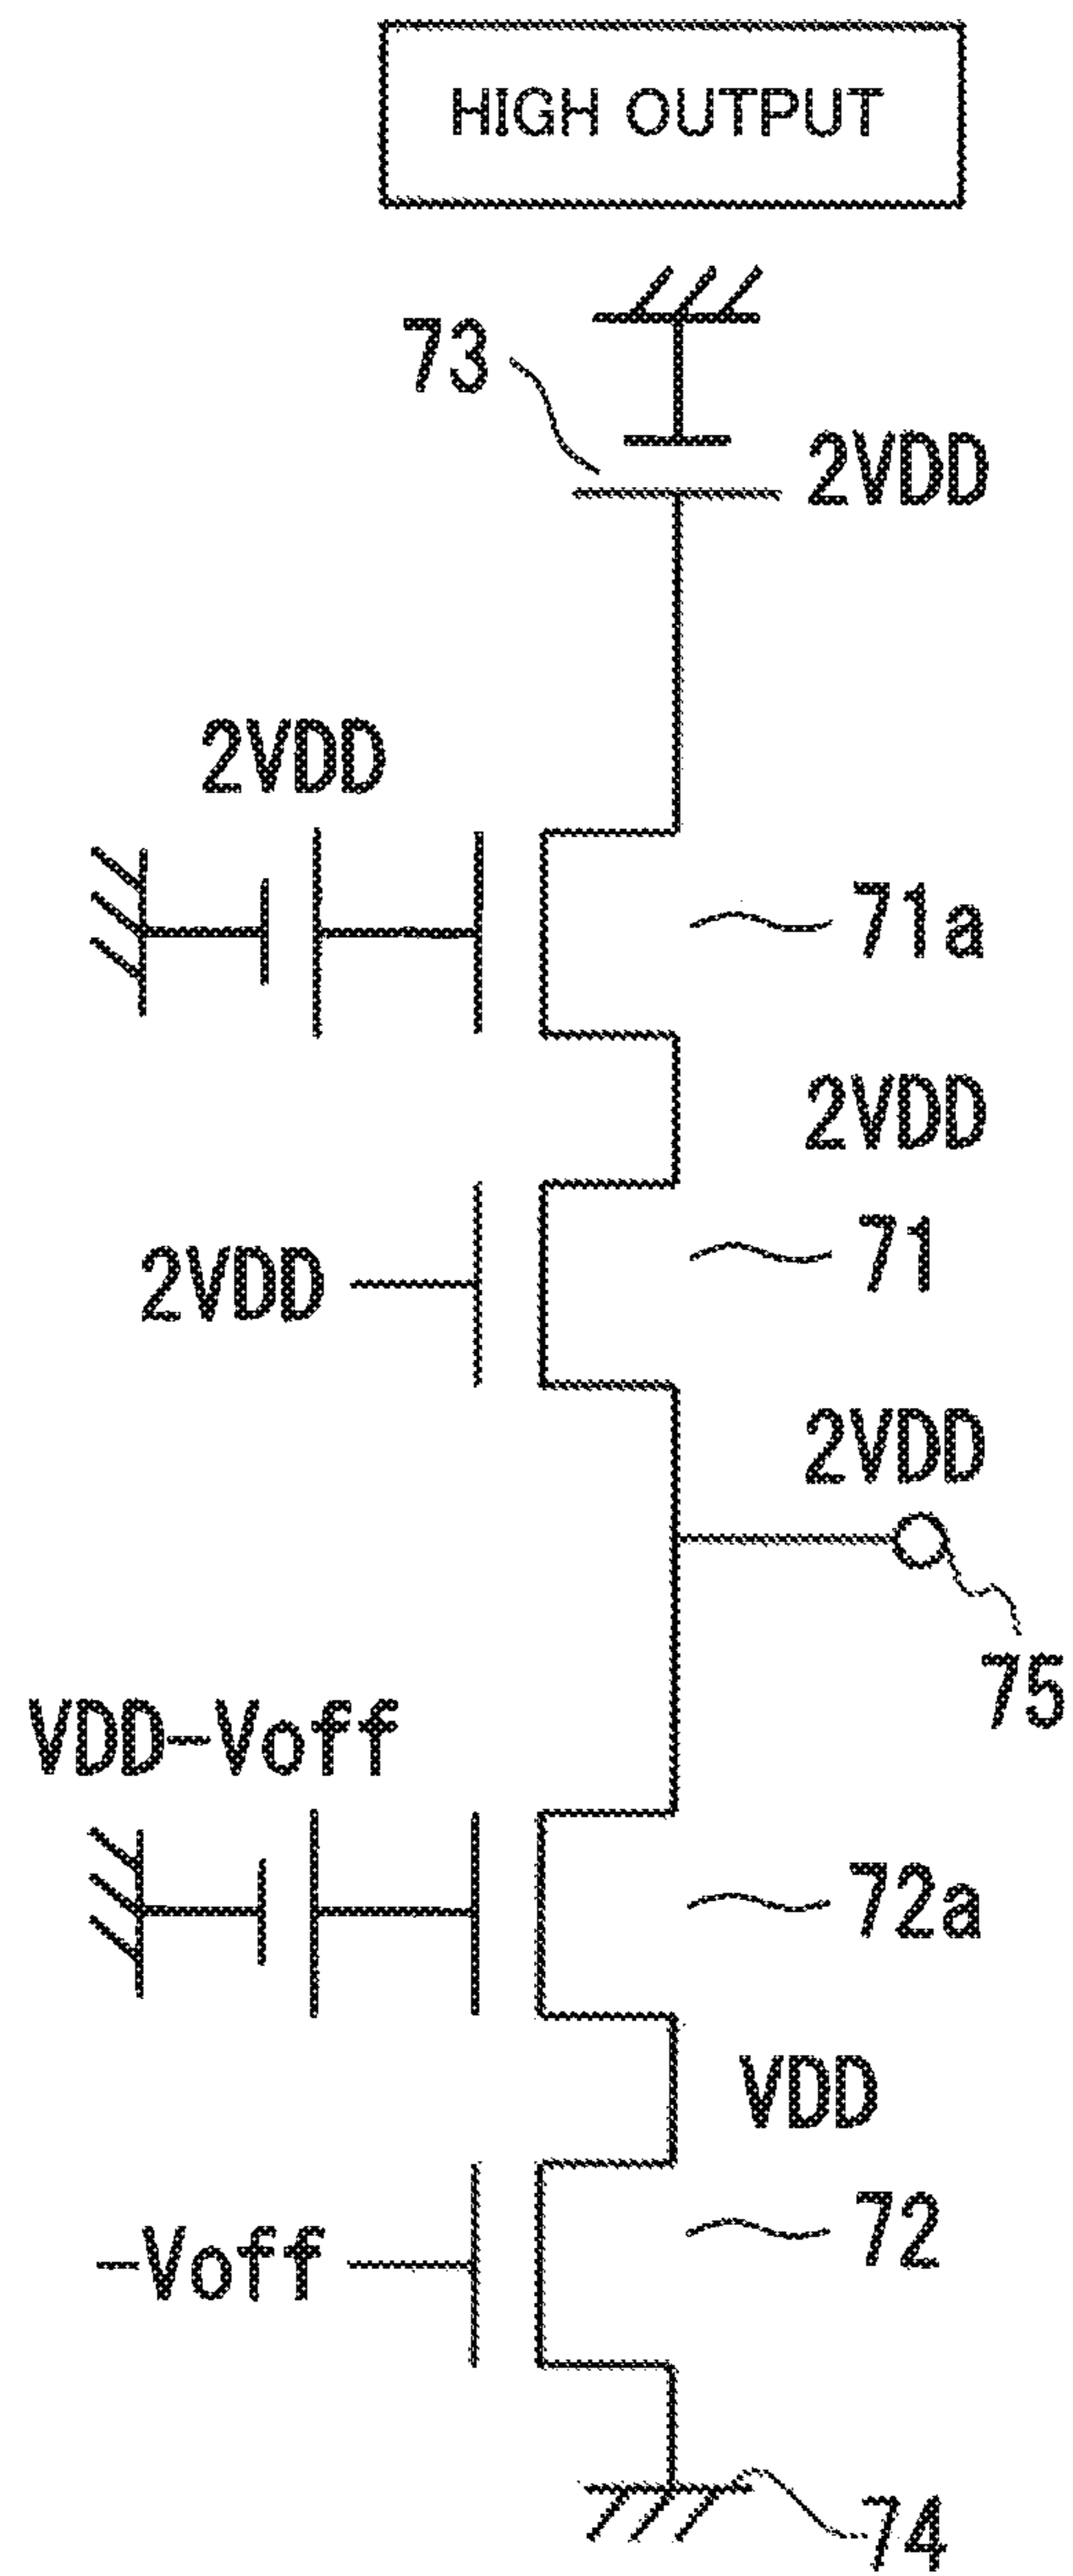 HIGH OUTPUT
73
2VDD
2VDD
71a
2VDD
71
2VDD
2VDD
75
VDD-Voff
72a
VDD
72
-Voff
74